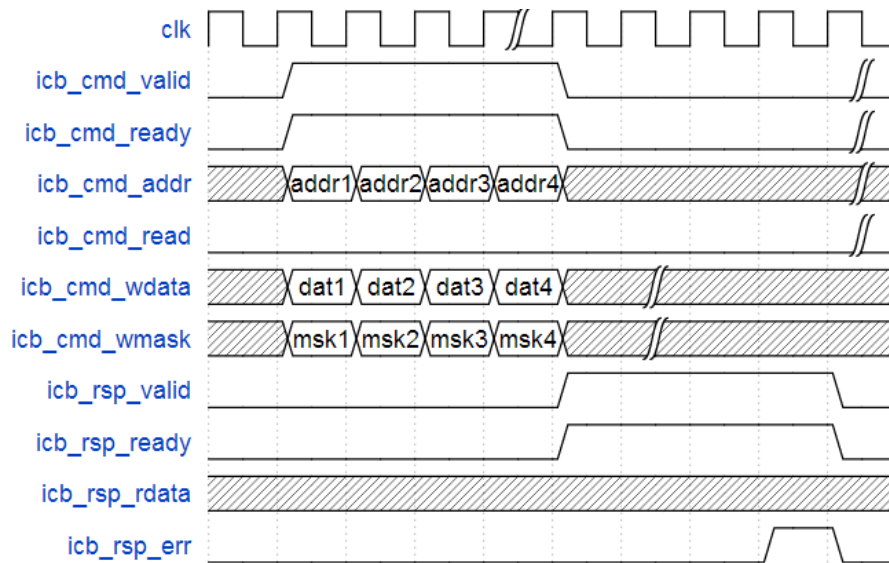 clk
icb_cmd_valid
icb_cmd_ready
icb_cmd_addr addr1 addr2 addr3 addr4
icb_cmd_read
icb_cmd_wdata dat1 dat2 dat3 dat4
icb_cmd_wmask msk1 msk2 msk3 msk4
icb_rsp_valid
icb_rsp_ready
icb_rsp_rdata
icb_rsp_err